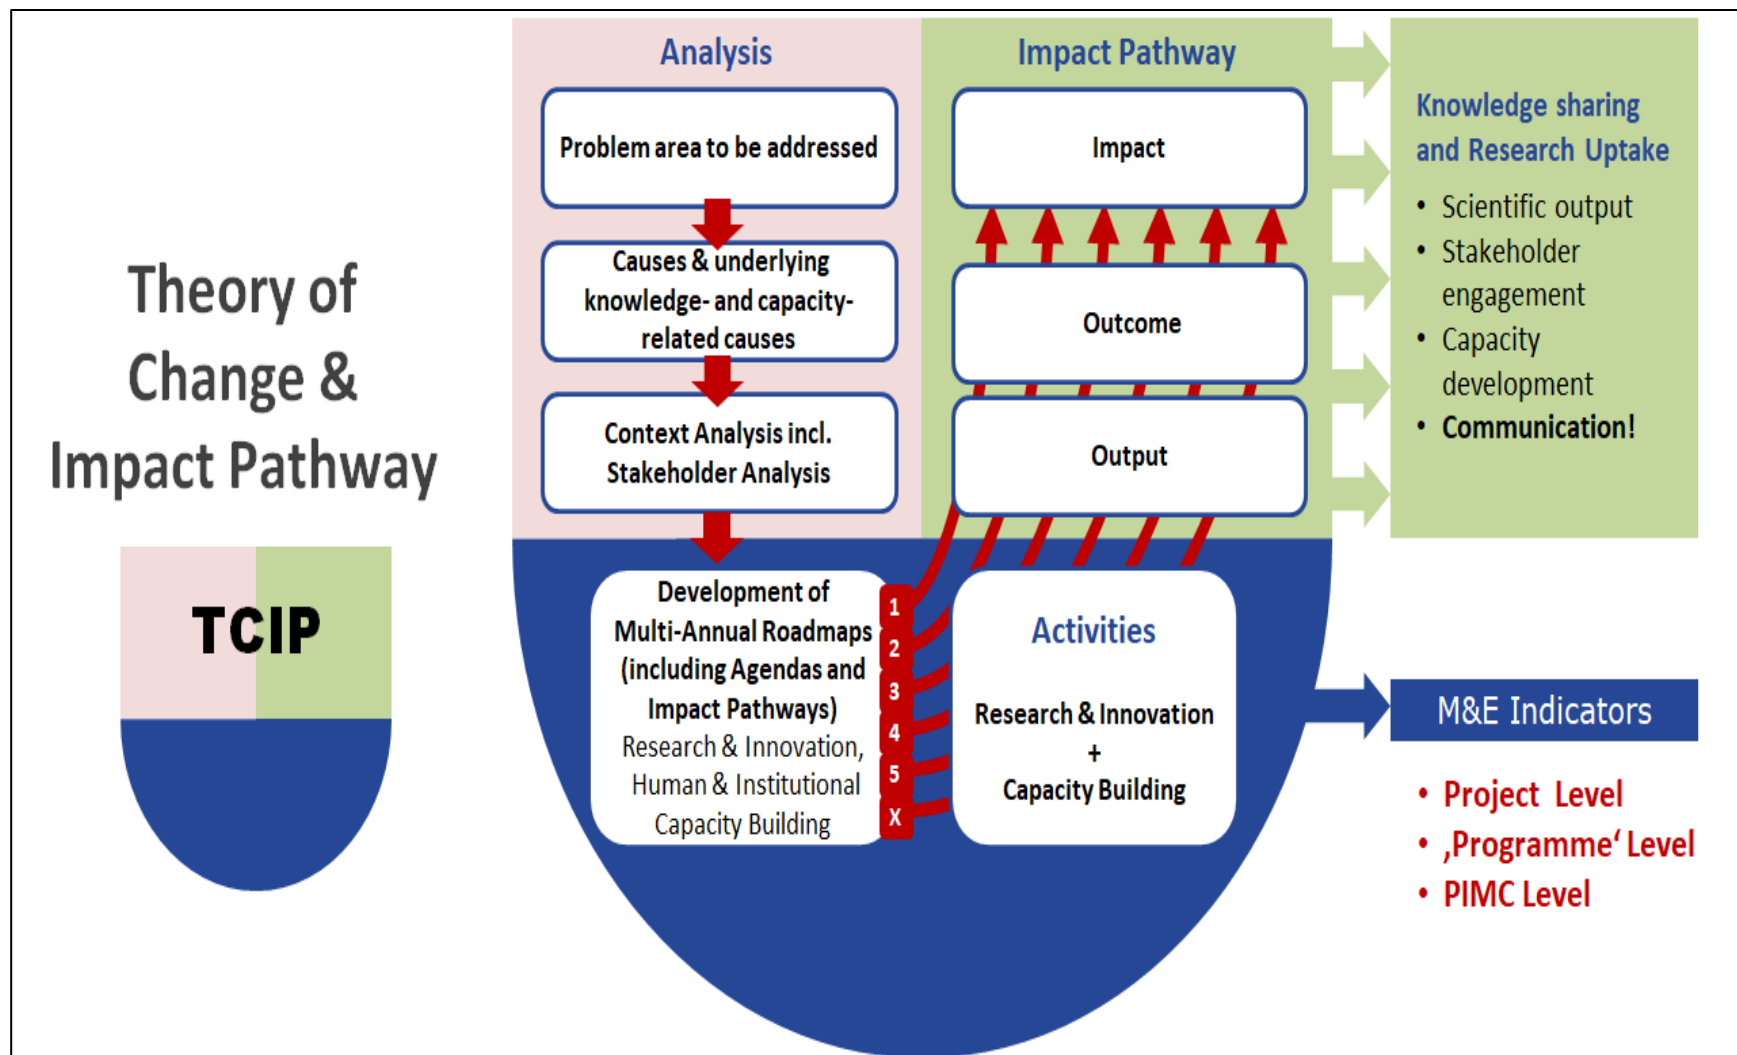 Theory of
Change &
Impact Pathway
TCIP
Analysis
Problem area to be addressed
Causes & underlying
knowledge- and capacity-
related causes
Context Analysis incl.
Stakeholder Analysis
Development of
Multi-Annual Roadmaps
(including Agendas and
Impact Pathways)
Research & Innovation,
Human & Institutional
Capacity Building
1
2
3
4
5
X
Impact Pathway
Impact
Outcome
Output
Activities
Research & Innovation
+
Capacity Building
Knowledge sharing
and Research Uptake
• Scientific output
• Stakeholder
engagement
• Capacity
development
• Communication!
M&E Indicators
• Project Level
• ‚Programme‘ Level
• PIMC Level